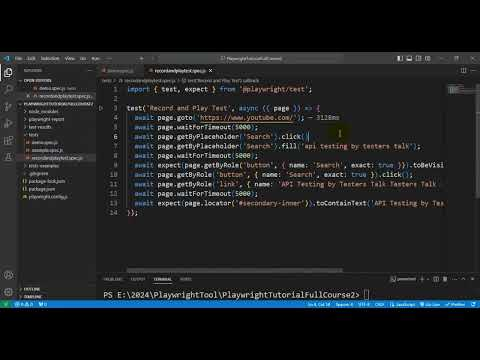 File Edit Selection View Go
PlaywrightTutorialFullCourse2
EXPLORER
demo.spec.js
recordandplaytest.spec.js
OPEN EDITORS
tests > recordandplaytest.spec.js > test('Record and Play Test') callback
demo.spec.js
recordandplaytest.spec.js
PLAYWRIGHTTUTORIALFULLCOURSE2
node_modules
playwright-report
test-results
tests
demo.spec.js
example.spec.js
recordandplaytest.spec.js
tests-examples
.gitignore
package-lock.json
package.json
playwright.config.js
1 import { test, expect } from '@playwright/test';
2
3 test('Record and Play Test', async ({ page }) => {
4 await page.goto('https://www.youtube.com/'); — 3128ms
5 await page.waitForTimeout(5000);
6 await page.getByPlaceholder('Search').click()
7 await page.getByPlaceholder('Search').fill('api testing by testers talk');
8 await page.waitForTimeout(5000);
9 await expect(page.getByRole('button', { name: 'Search', exact: true })).toBeVisi
10 await page.getByRole('button', { name: 'Search', exact: true }).click();
11 await page.getByRole('link', { name: 'API Testing by Testers Talk
12 await page.waitForTimeout(5000);
13 await expect(page.locator('#secondary-inner')).toContainText('API Testing by Tes
14 });
PROBLEMS OUTPUT DEBUG CONSOLE TERMINAL
powershell
PS E:\2024\PlaywrightTool\PlaywrightTutorialFullCourse2>
OUTLINE
TIMELINE
JavaScript
Go Live
Prettier